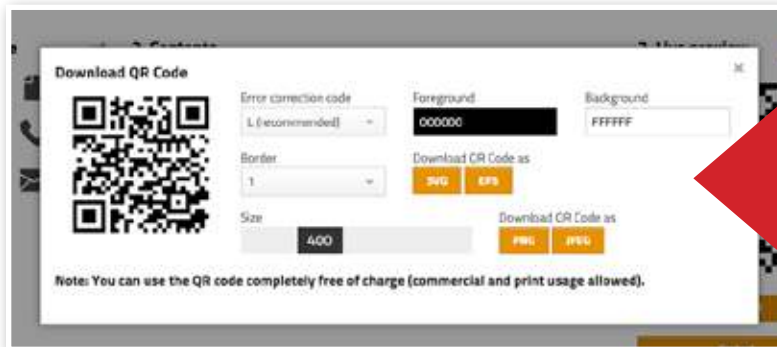 Download QR Code
×
Error correction code
L (recommended)
Foreground
000000
Background
FFFFFF
Border
1
Download QR Code as
SVG EPS
Size
400
Download QR Code as
PNG JPEG
Note: You can use the QR code completely free of charge (commercial and print usage allowed).